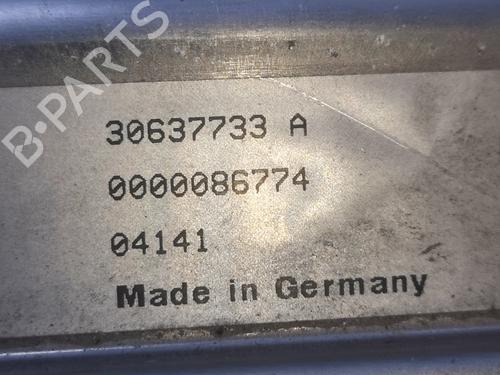 B-PARTS
30637733 A
0000086774
04141
Made in Germany